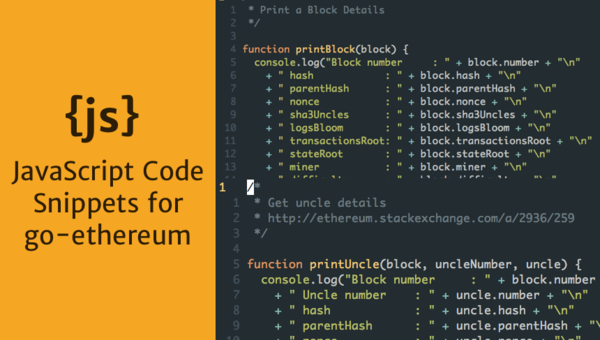 {js}
JavaScript Code
Snippets for
go-ethereum
1 * Print a Block Details
2 */
3
4 function printBlock(block) {
5 console.log("Block number : " + block.number + "\n"
6 + " hash : " + block.hash + "\n"
7 + " parentHash : " + block.parentHash + "\n"
8 + " nonce : " + block.nonce + "\n"
9 + " sha3Uncles : " + block.sha3Uncles + "\n"
10 + " logsBloom : " + block.logsBloom + "\n"
11 + " transactionsRoot: " + block.transactionsRoot + "\n"
12 + " stateRoot : " + block.stateRoot + "\n"
13 + " miner : " + block.miner + "\n"
1 /*
1 * Get uncle details
2 * http://ethereum.stackexchange.com/a/2936/259
3 */
4
5 function printUncle(block, uncleNumber, uncle) {
6 console.log("Block number : " + block.number
7 + " Uncle number : " + uncle.number + "\n"
8 + " hash : " + uncle.hash + "\n"
9 + " parentHash : " + uncle.parentHash + "\n"